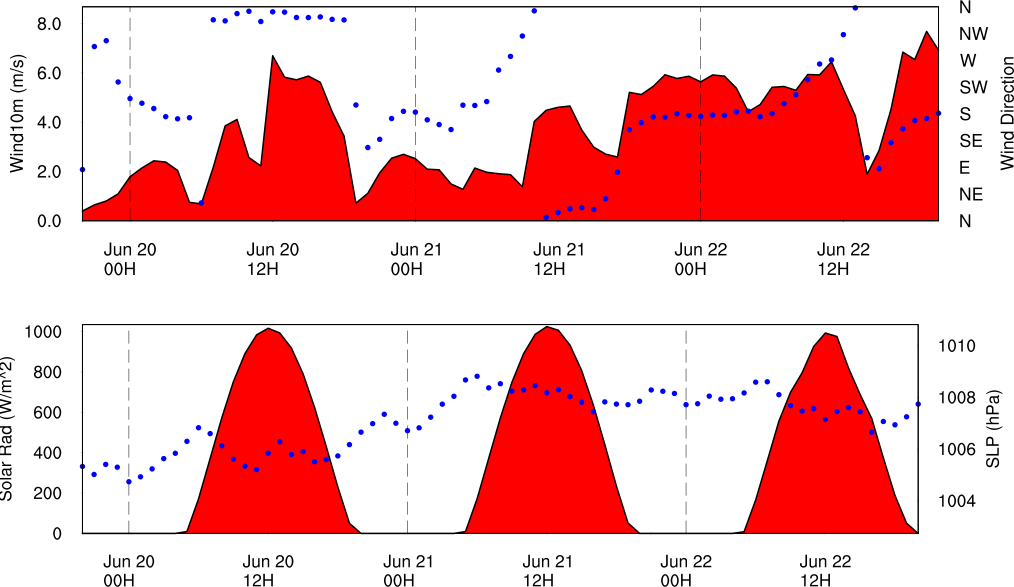 8.0
6.0
4.0
2.0
0.0
Wind10m (m/s)
N
NW
W
SW
S
SE
E
NE
N
Wind Direction
Jun 20
00H
Jun 20
12H
Jun 21
00H
Jun 21
12H
Jun 22
00H
Jun 22
12H
1000
800
600
400
200
0
Solar Rad (W/m^2)
1010
1008
1006
1004
SLP (hPa)
Jun 20
00H
Jun 20
12H
Jun 21
00H
Jun 21
12H
Jun 22
00H
Jun 22
12H